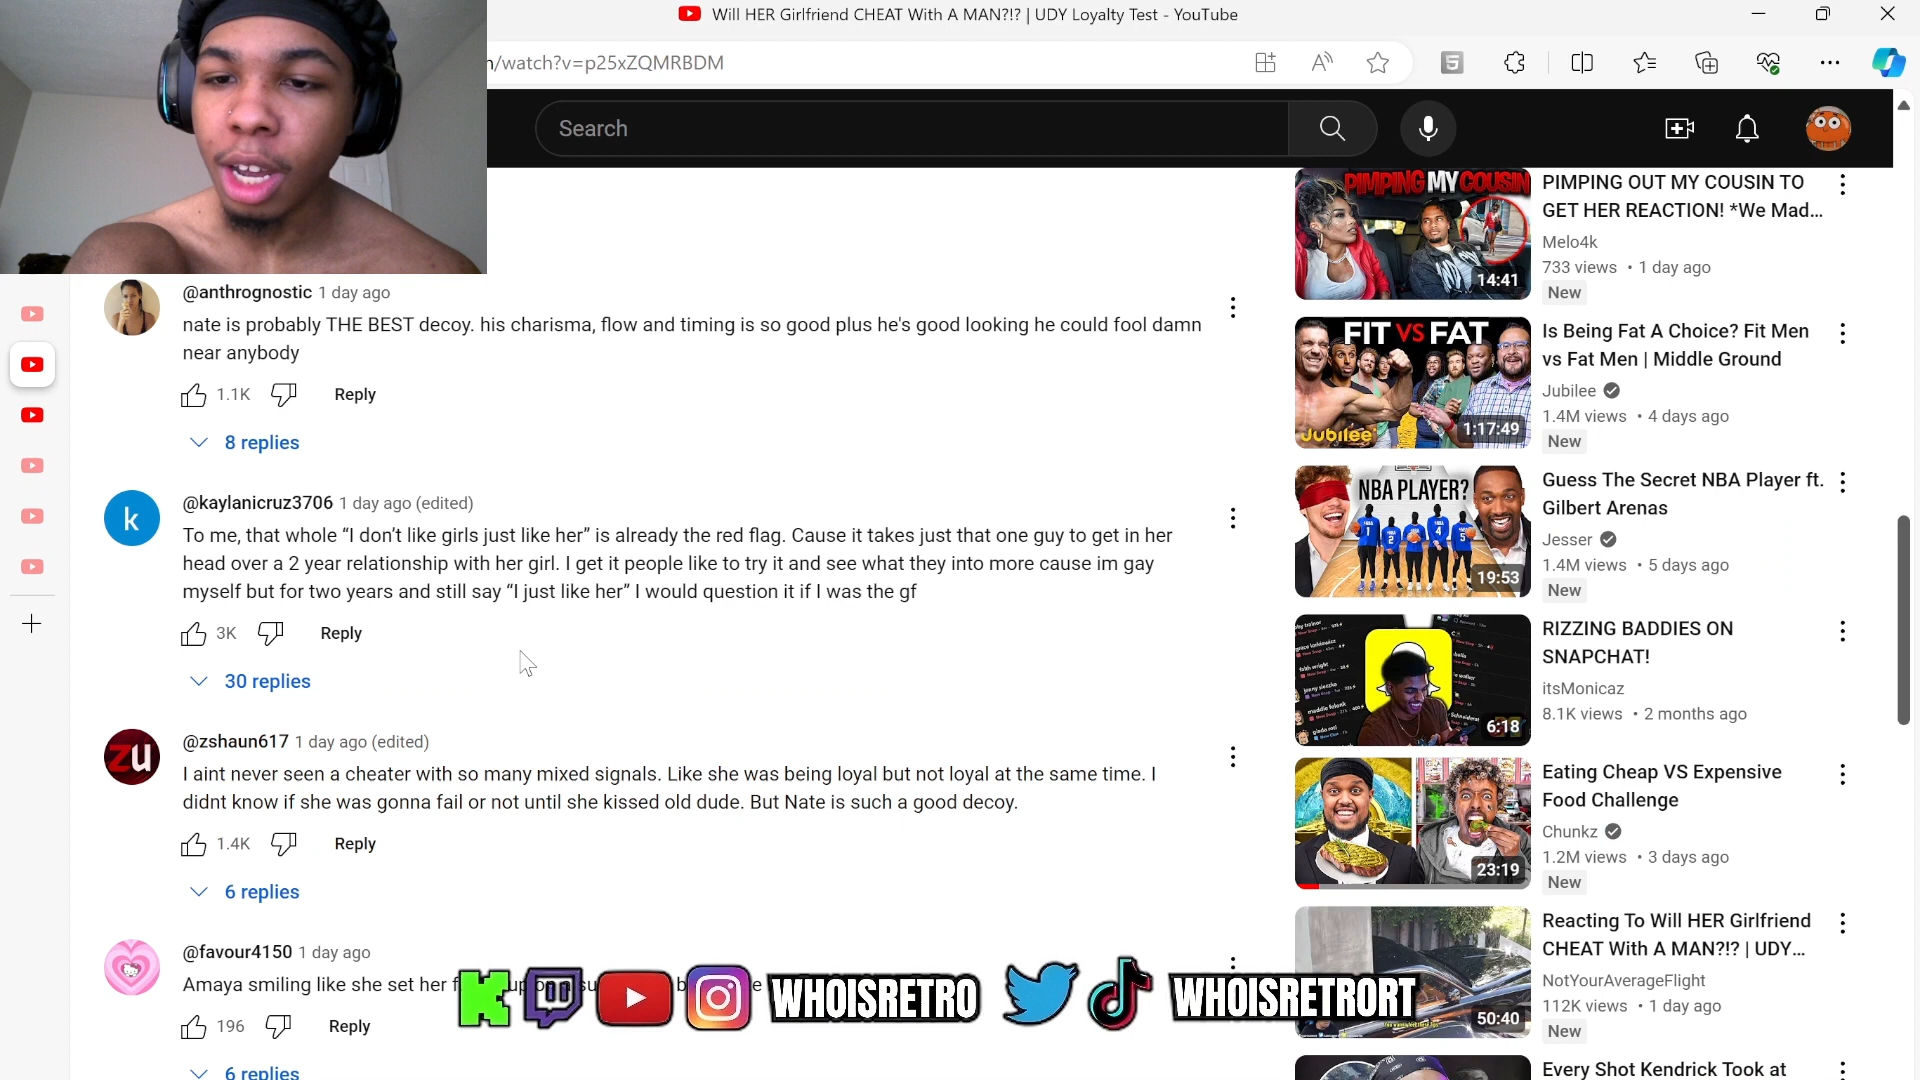 Will HER Girlfriend CHEAT With A MAN?!? | UDY Loyalty Test - YouTube
/watch?v=p25xZQMRBDM
Search
@anthrognostic 1 day ago
nate is probably THE BEST decoy. his charisma, flow and timing is so good plus he's good looking he could fool damn
near anybody
1.1K Reply
8 replies
k
@kaylanicruz3706 1 day ago (edited)
To me, that whole “I don’t like girls just like her” is already the red flag. Cause it takes just that one guy to get in her
head over a 2 year relationship with her girl. I get it people like to try it and see what they into more cause im gay
myself but for two years and still say “I just like her” I would question it if I was the gf
3K Reply
30 replies
ZU
@zshaun617 1 day ago (edited)
I aint never seen a cheater with so many mixed signals. Like she was being loyal but not loyal at the same time. I
didnt know if she was gonna fail or not until she kissed old dude. But Nate is such a good decoy.
1.4K Reply
6 replies
@favour4150 1 day ago
Amaya smiling like she set her
196 Reply
6 replies
WHOISRETRO
WHOISRETRORT
PIMPING MY COUSIN
14:41
PIMPING OUT MY COUSIN TO
GET HER REACTION! *We Mad...
Melo4k
733 views • 1 day ago
New
FIT VS FAT
Jubilee
1:17:49
Is Being Fat A Choice? Fit Men
vs Fat Men | Middle Ground
Jubilee
1.4M views • 4 days ago
New
NBA PLAYER?
1 2 3 4 5
19:53
Guess The Secret NBA Player ft.
Gilbert Arenas
Jesser
1.4M views • 5 days ago
New
6:18
RIZZING BADDIES ON
SNAPCHAT!
itsMonicaz
8.1K views • 2 months ago
23:19
Eating Cheap VS Expensive
Food Challenge
Chunkz
1.2M views • 3 days ago
New
50:40
Reacting To Will HER Girlfriend
CHEAT With A MAN?!? | UDY...
NotYourAverageFlight
112K views • 1 day ago
New
Every Shot Kendrick Took at